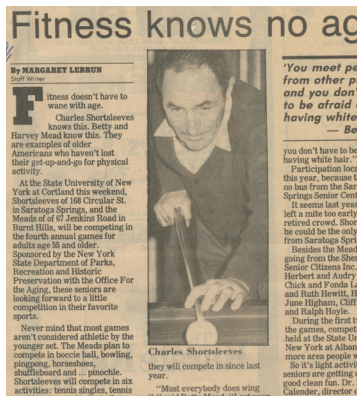 Fitness knows no ag
By MARGARET LEBRUN
Staff Writer
Fitness doesn't have to
wane with age.
Charles Shortsleeves
knows this. Betty and
Harvey Mead know this. They
are examples of older
Americans who haven't lost
their get-up-and-go for physical
activity.
At the State University of New
York at Cortland this weekend,
Shortsleeves of 168 Circular St.
in Saratoga Springs, and the
Meads of of 67 Jenkins Road in
Burnt Hills, will be competing in
the fourth annual games for
adults age 55 and older.
Sponsored by the New York
State Department of Parks,
Recreation and Historic
Preservation with the Office For
the Aging, these seniors are
looking forward to a little
competition in their favorite
sports.
Never mind that most games
aren't considered athletic by the
younger set. The Meads plan to
compete in boccie ball, bowling,
pingpong, horseshoes,
shuffleboard and ... pinochle.
Shortsleeves will compete in six
activities: tennis singles, tennis
Charles Shortsleeves
they will compete in since last
year.
"Most everybody does wing
'You meet pe
from other p
and you don'
to be afraid
having white
— Be
you don't have to be
having white hair."
Participation loca
this year, because t
no bus from the Sar
Springs Senior Cent
It seems last year
left a mite too early
retired crowd. Shor
he could be the only
from Saratoga Spri
Besides the Mead
going from the She
Senior Citizens Inc.
Herbert and Audry
Chick and Fonda L
and Ruth Hewitt, H
June Higham, Cliff
and Ralph Hoyle.
During the first tw
the games, compet
held at the State Un
New York at Alban
more area people w
So it's light activi
seniors are getting
good clean fun. Dr.
Calender, director